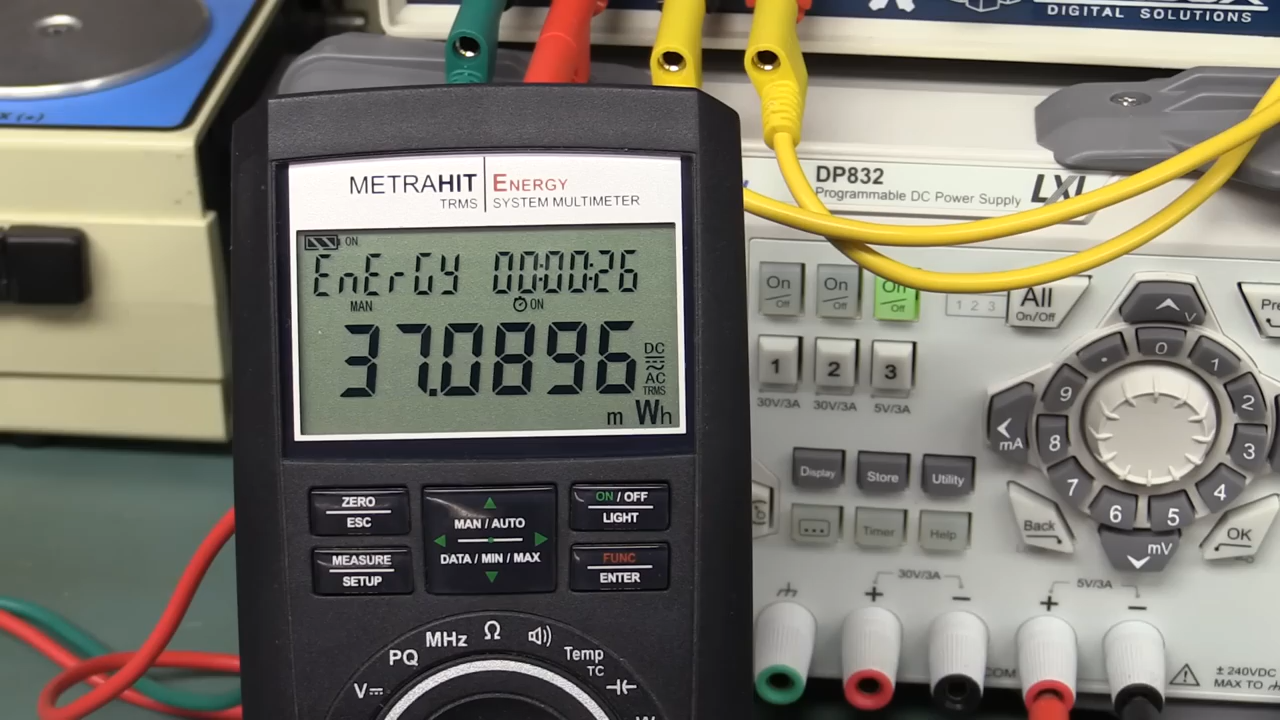 DIGITAL SOLUTIONS
METRAHIT ENERGY
TRMS SYSTEM MULTIMETER
ON
EnErGY 00:00:26
MAN ON
37.0896
DC
AC
TRMS
m Wh
ZERO
ESC
MAN / AUTO
DATA / MIN / MAX
ON / OFF
LIGHT
MEASURE
SETUP
FUNC
ENTER
V
PQ
MHz
Ω
Temp
TC
DP832
Programmable DC Power Supply
LXI
On
Off
On
Off
On
Off
1 2 3
All
On/Off
1
2
3
30V/3A
30V/3A
5V/3A
Display
Store
Utility
...
Timer
Help
V
0
1
2
3
4
5
6
7
8
9
.
mA
mV
Back
OK
30V/3A
5V/3A
+
−
+
−
± 240VDC
MAX TO